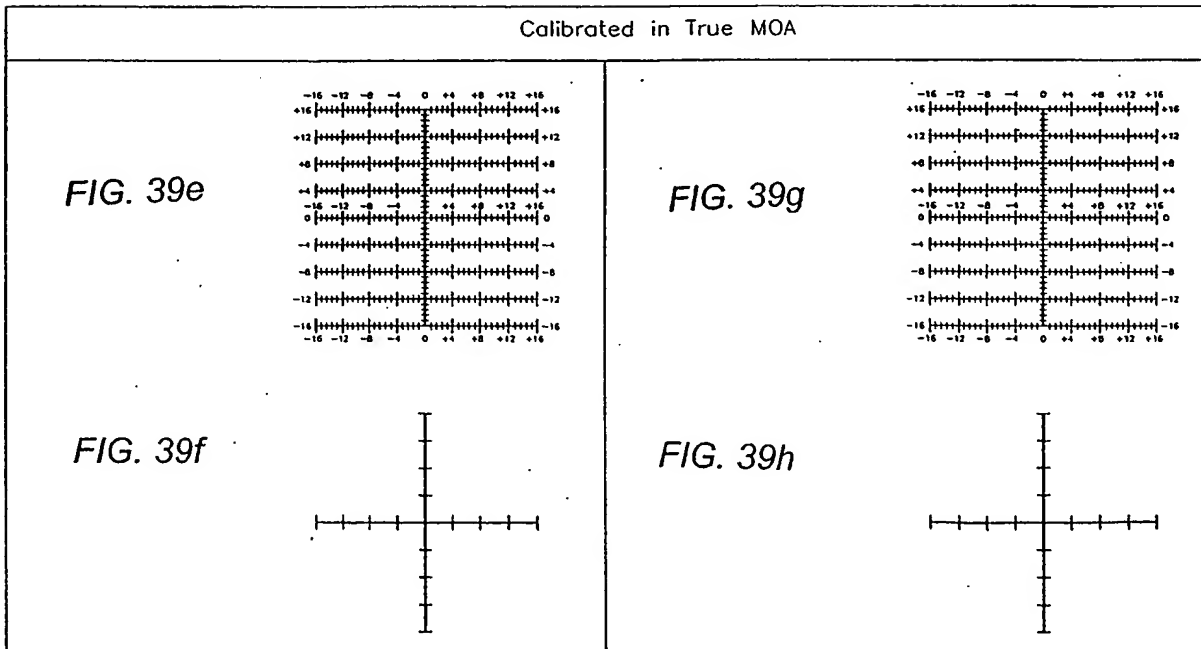 Calibrated in True MOA
-16 -12 -8 -4 0 +4 +8 +12 +16
+16 +16
+12 +12
+8 +8
FIG. 39e
+4 +4
-16 -12 -8 -4 +4 +8 +12 +16
0 0
-4 -4
-8 -8
-12 -12
-16 -16
-16 -12 -8 -4 0 +4 +8 +12 +16
FIG. 39f
-16 -12 -8 -4 0 +4 +8 +12 +16
+16 +16
+12 +12
+8 +8
FIG. 39g
+4 +4
-16 -12 -8 -4 +4 +8 +12 +16
0 0
-4 -4
-8 -8
-12 -12
-16 -16
-16 -12 -8 -4 0 +4 +8 +12 +16
FIG. 39h